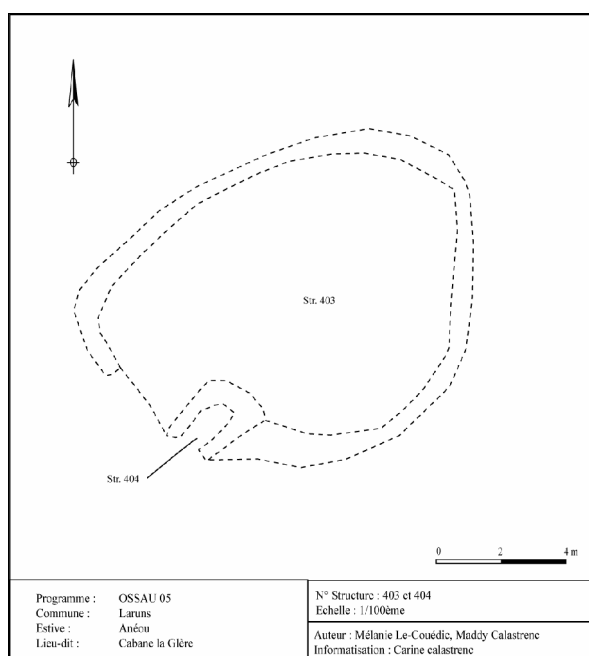 Str. 403
Str. 404
0 2 4 m
Programme : OSSAU 05
Commune : Laruns
Estive : Anéou
Lieu-dit : Cabane la Glère
N° Structure : 403 et 404
Echelle : 1/100ème
Auteur : Mélanie Le-Couédic, Maddy Calastrenc
Informatisation : Carine calastrenc